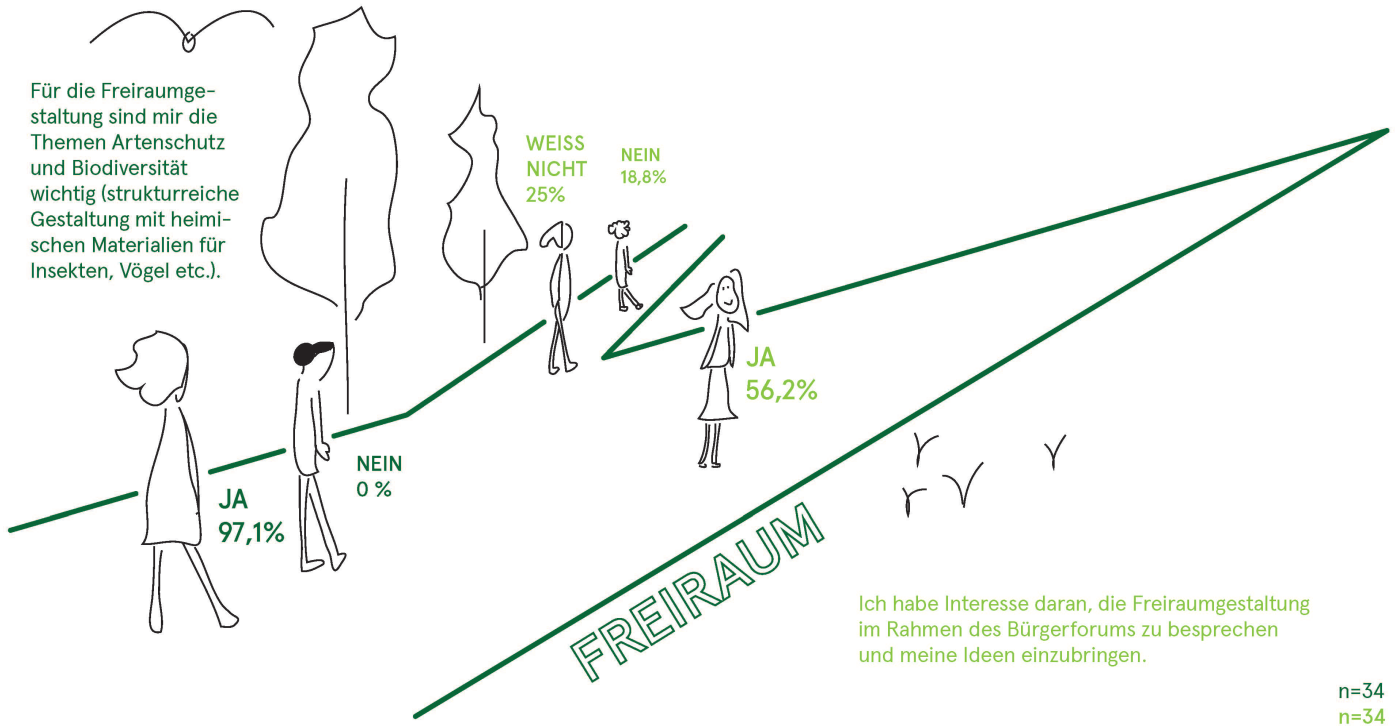 Für die Freiraumge-
staltung sind mir die
Themen Artenschutz
und Biodiversität
wichtig (strukturreiche
Gestaltung mit heimi-
schen Materialien für
Insekten, Vögel etc.).
WEISS
NICHT
25%
NEIN
18,8%
JA
56,2%
NEIN
0 %
JA
97,1%
FREIRAUM
Ich habe Interesse daran, die Freiraumgestaltung
im Rahmen des Bürgerforums zu besprechen
und meine Ideen einzubringen.
n=34
n=34